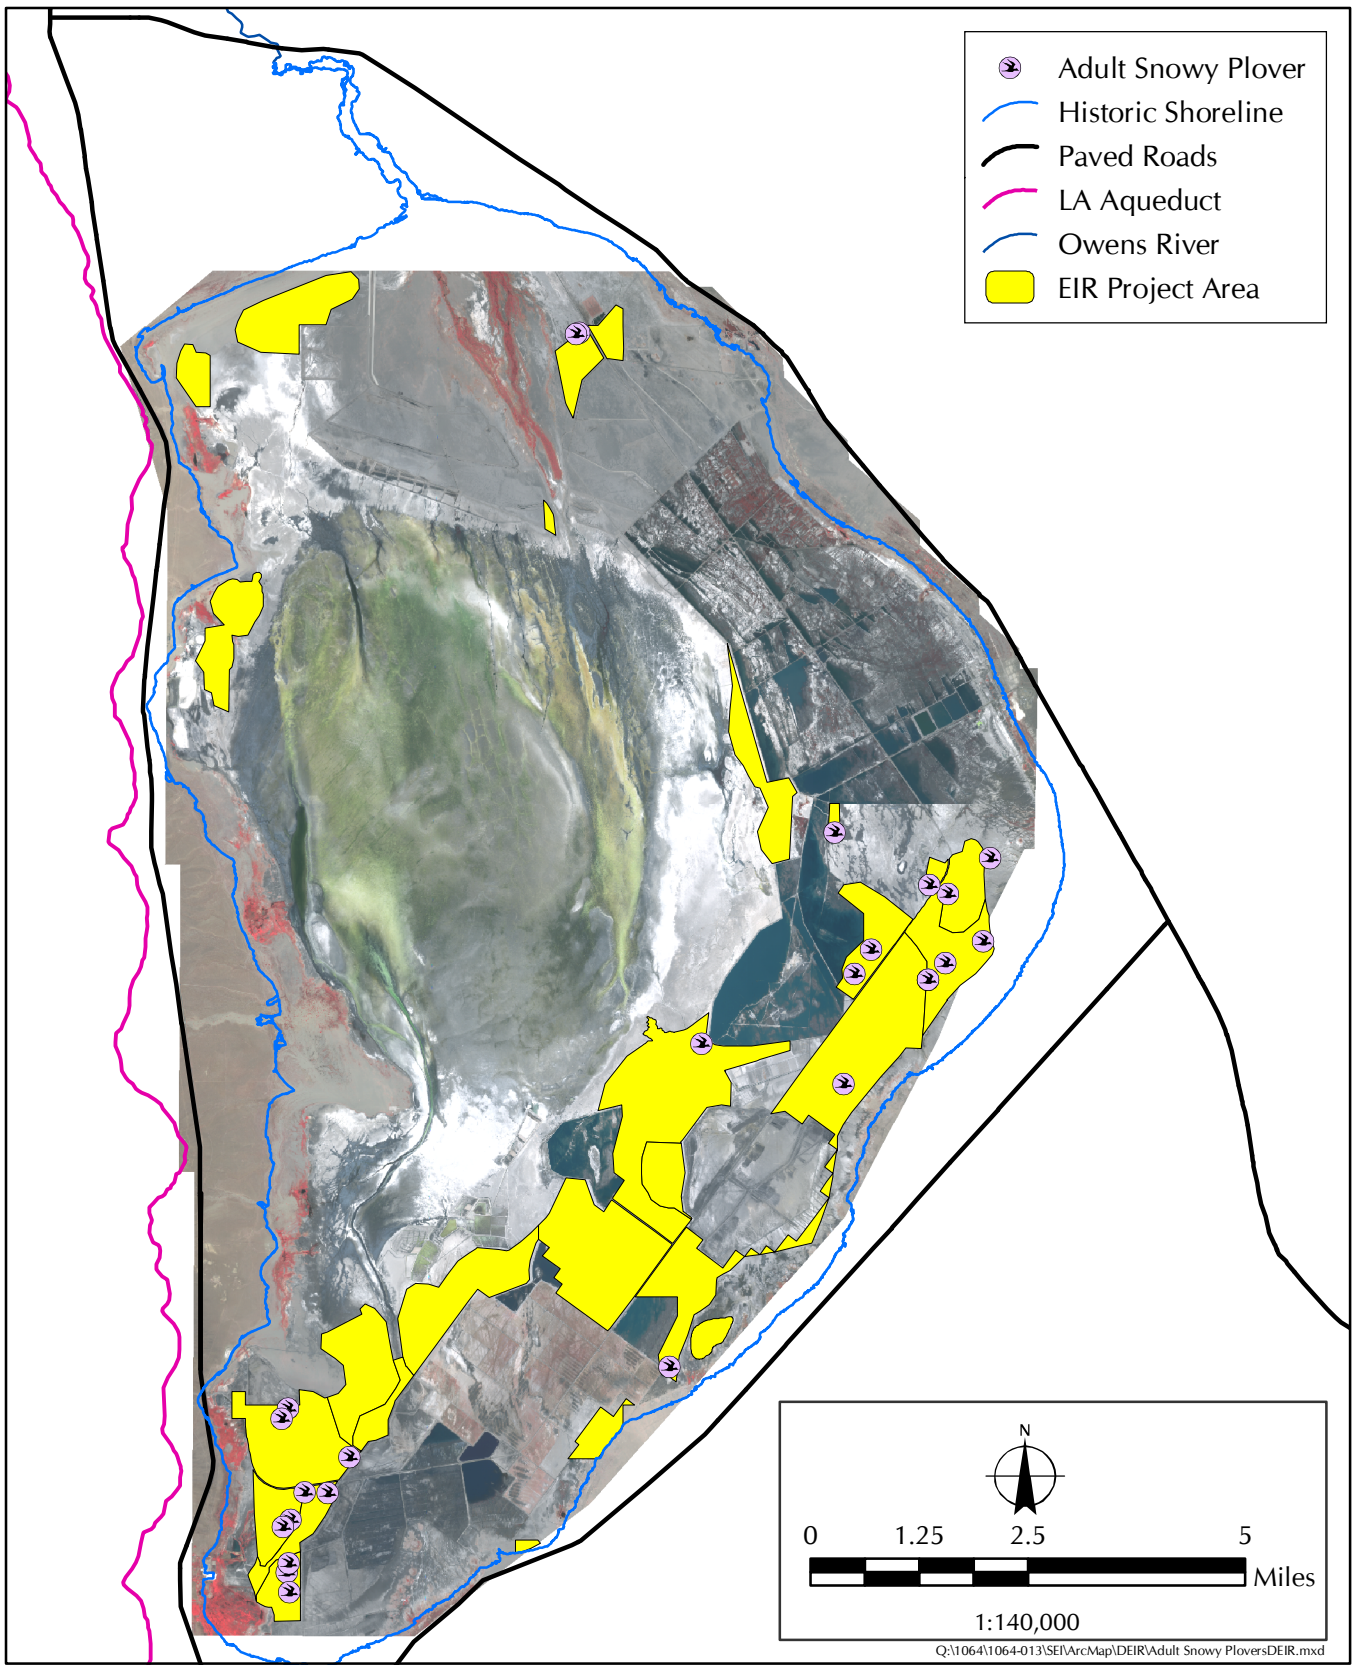 Adult Snowy Plover
Historic Shoreline
Paved Roads
LA Aqueduct
Owens River
EIR Project Area
N
0 1.25 2.5 5
Miles
1:140,000
Q:\1064\1064-013\SEI\ArcMap\DEIR\Adult Snowy PloversDEIR.mxd